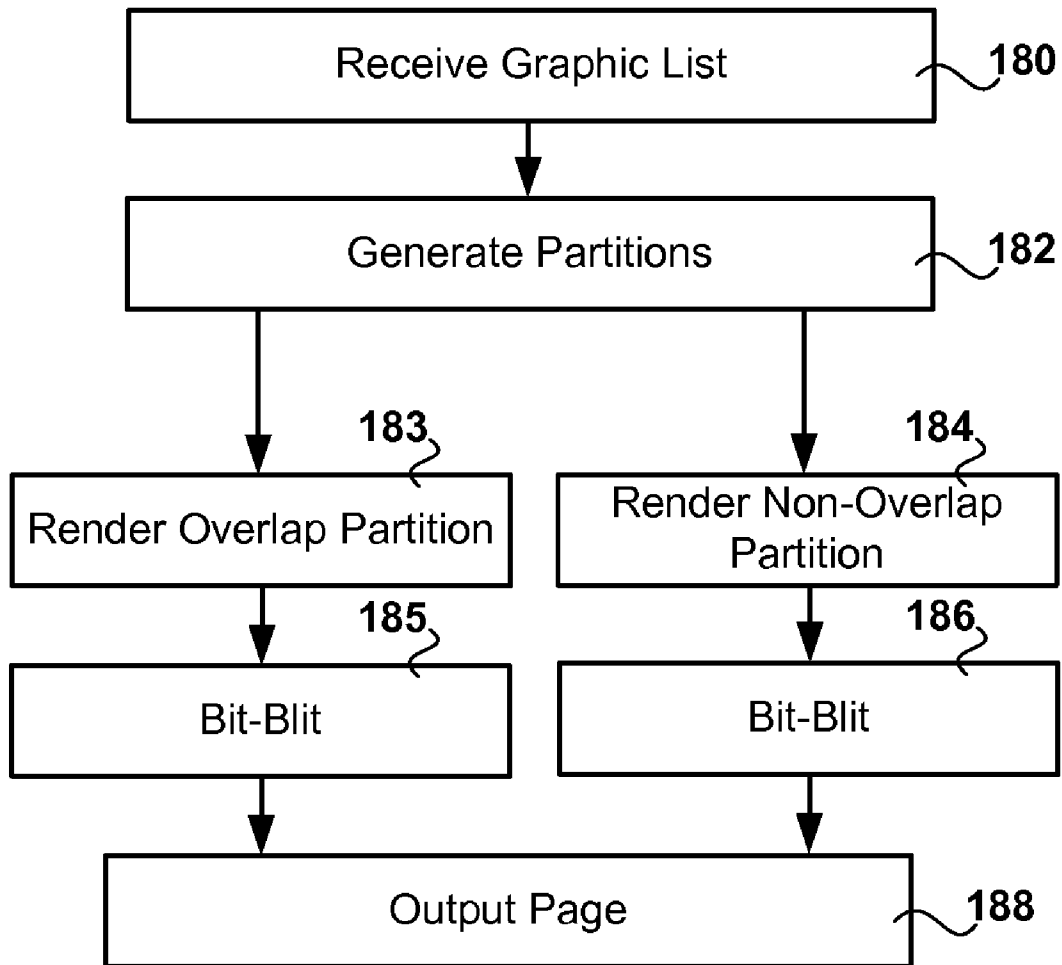 Receive Graphic List
180
Generate Partitions
182
183
184
Render Overlap Partition
Render Non-Overlap
Partition
185
186
Bit-Blit
Bit-Blit
Output Page
188